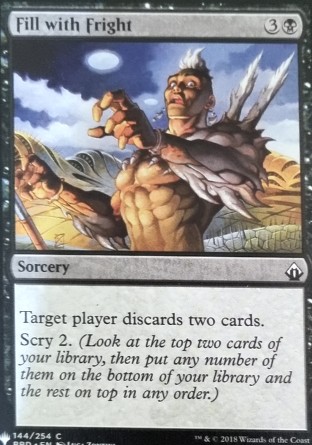 Fill with Fright 3
Sorcery
Target player discards two cards.
Scry 2. (Look at the top two cards of
your library, then put any number of
them on the bottom of your library and
the rest on top in any order.)
144/254 C
BBD • EN
™ & © 2018 Wizards of the Coast